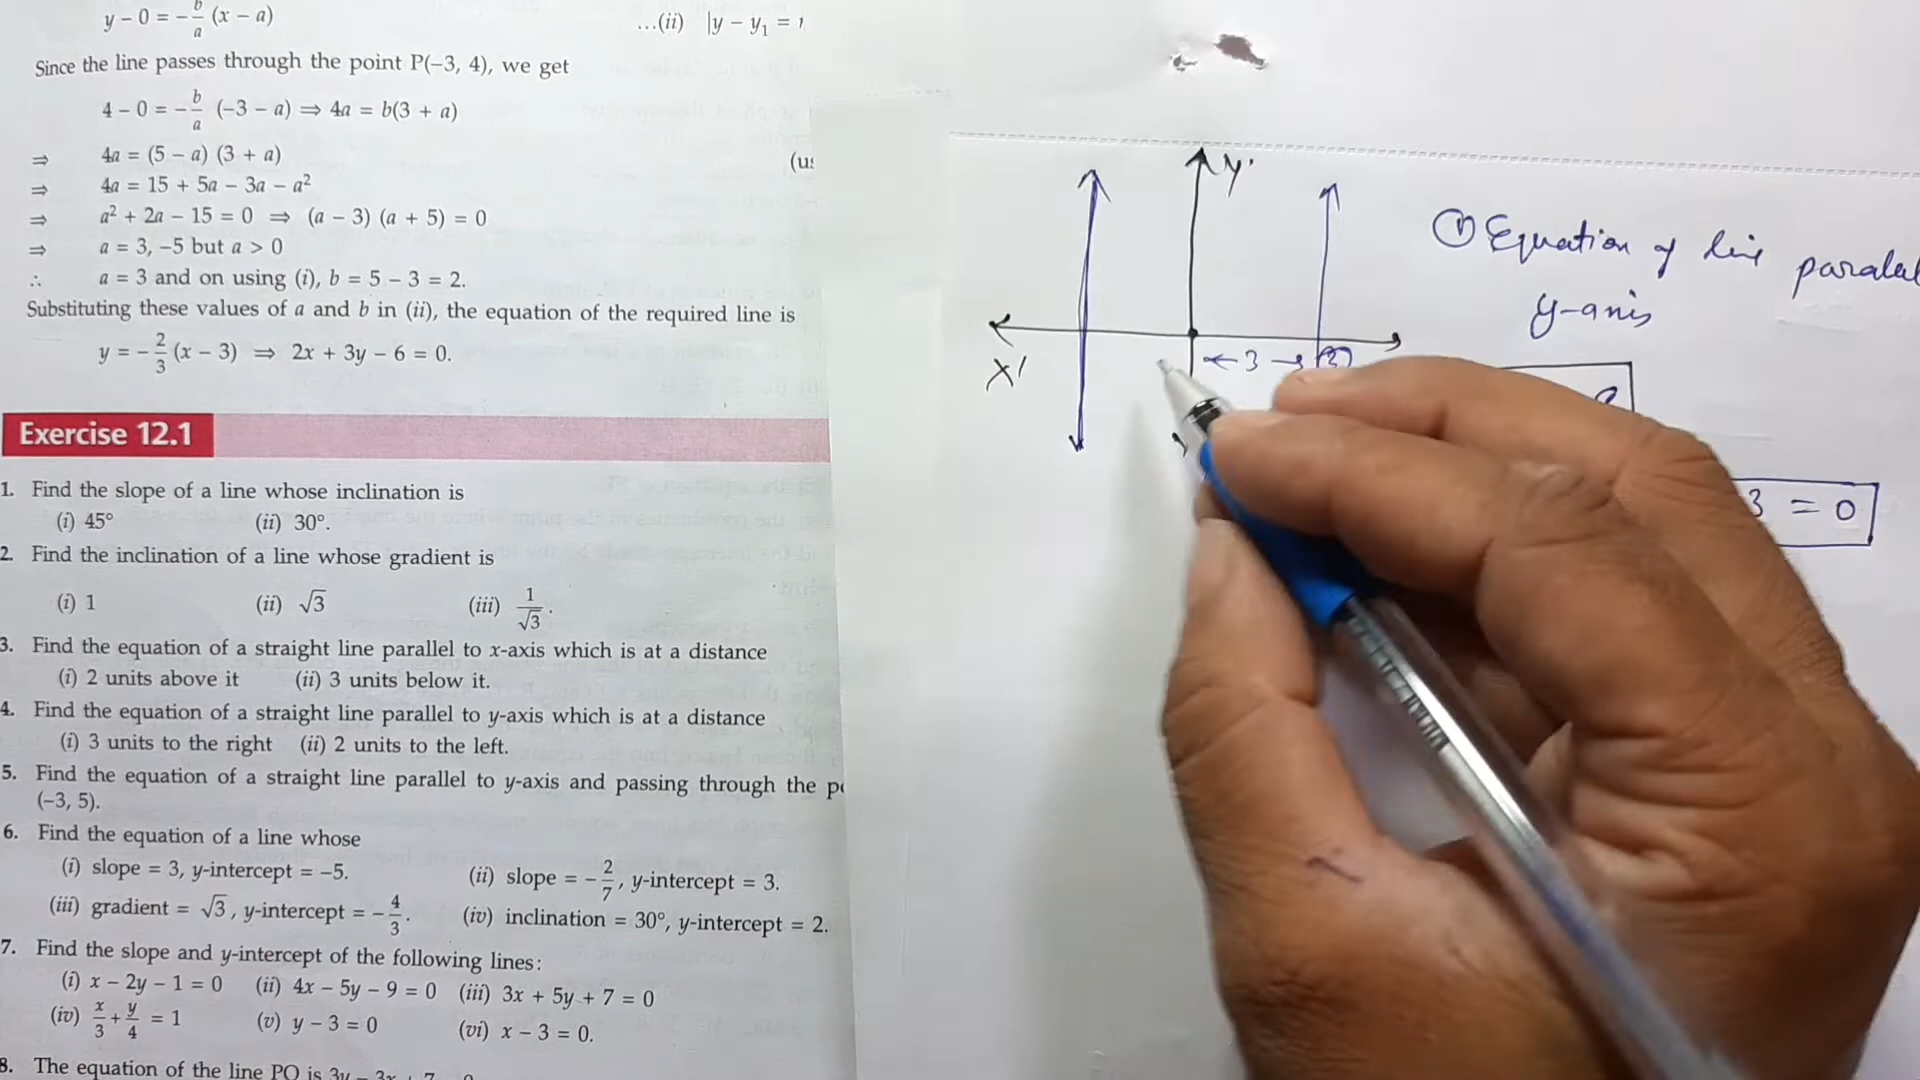 y − 0 = −b/a (x − a) ...(ii) |y − y₁ =
Since the line passes through the point P(−3, 4), we get
4 − 0 = −b/a (−3 − a) ⇒ 4a = b(3 + a)
⇒ 4a = (5 − a) (3 + a)
⇒ 4a = 15 + 5a − 3a − a²
⇒ a² + 2a − 15 = 0 ⇒ (a − 3) (a + 5) = 0
⇒ a = 3, −5 but a > 0
∴ a = 3 and on using (i), b = 5 − 3 = 2.
Substituting these values of a and b in (ii), the equation of the required line is
y = −2/3 (x − 3) ⇒ 2x + 3y − 6 = 0.
Exercise 12.1
1. Find the slope of a line whose inclination is
(i) 45° (ii) 30°.
2. Find the inclination of a line whose gradient is
(i) 1 (ii) √3 (iii) 1/√3.
3. Find the equation of a straight line parallel to x-axis which is at a distance
(i) 2 units above it (ii) 3 units below it.
4. Find the equation of a straight line parallel to y-axis which is at a distance
(i) 3 units to the right (ii) 2 units to the left.
5. Find the equation of a straight line parallel to y-axis and passing through the
(−3, 5).
6. Find the equation of a line whose
(i) slope = 3, y-intercept = −5. (ii) slope = −2/7, y-intercept = 3.
(iii) gradient = √3, y-intercept = −4/3. (iv) inclination = 30°, y-intercept = 2.
7. Find the slope and y-intercept of the following lines:
(i) x − 2y − 1 = 0 (ii) 4x − 5y − 9 = 0 (iii) 3x + 5y + 7 = 0
(iv) x/3 + y/4 = 1 (v) y − 3 = 0 (vi) x − 3 = 0.
8. The equation of the line PQ is 3y − 3x + 7
Y
X'
3
(3)
(i) Equation of line paralel
y-axis
3 = 0